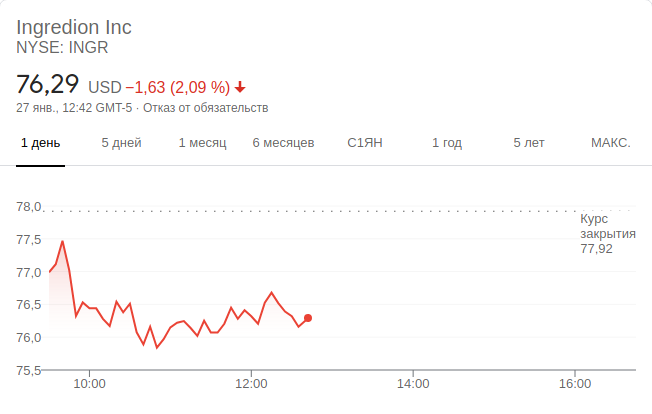 Ingredion Inc
NYSE: INGR
76,29 USD −1,63 (2,09 %)
27 янв., 12:42 GMT-5 · Отказ от обязательств
1 день 5 дней 1 месяц 6 месяцев С1ЯН 1 год 5 лет МАКС.
78,0
Курс
закрытия
77,92
77,5
77,0
76,5
76,0
75,5
10:00 12:00 14:00 16:00